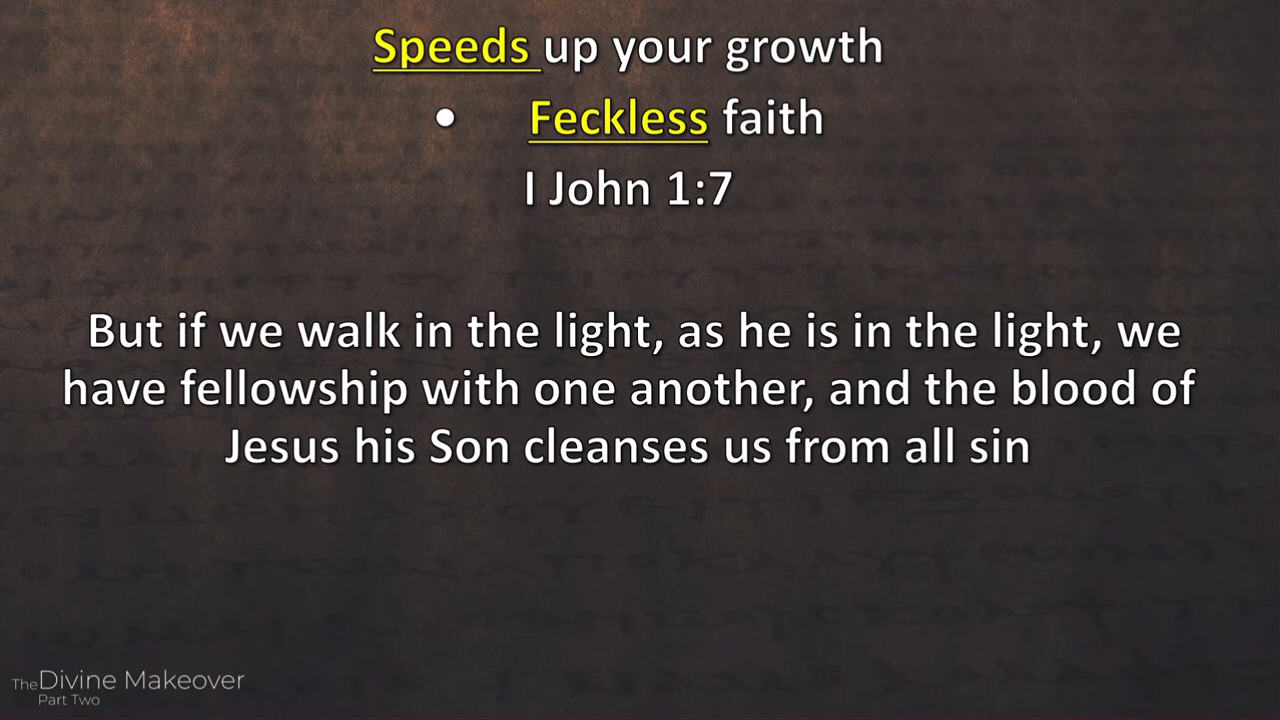 Speeds up your growth
• Feckless faith
I John 1:7
But if we walk in the light, as he is in the light, we
have fellowship with one another, and the blood of
Jesus his Son cleanses us from all sin
The Divine Makeover
Part Two